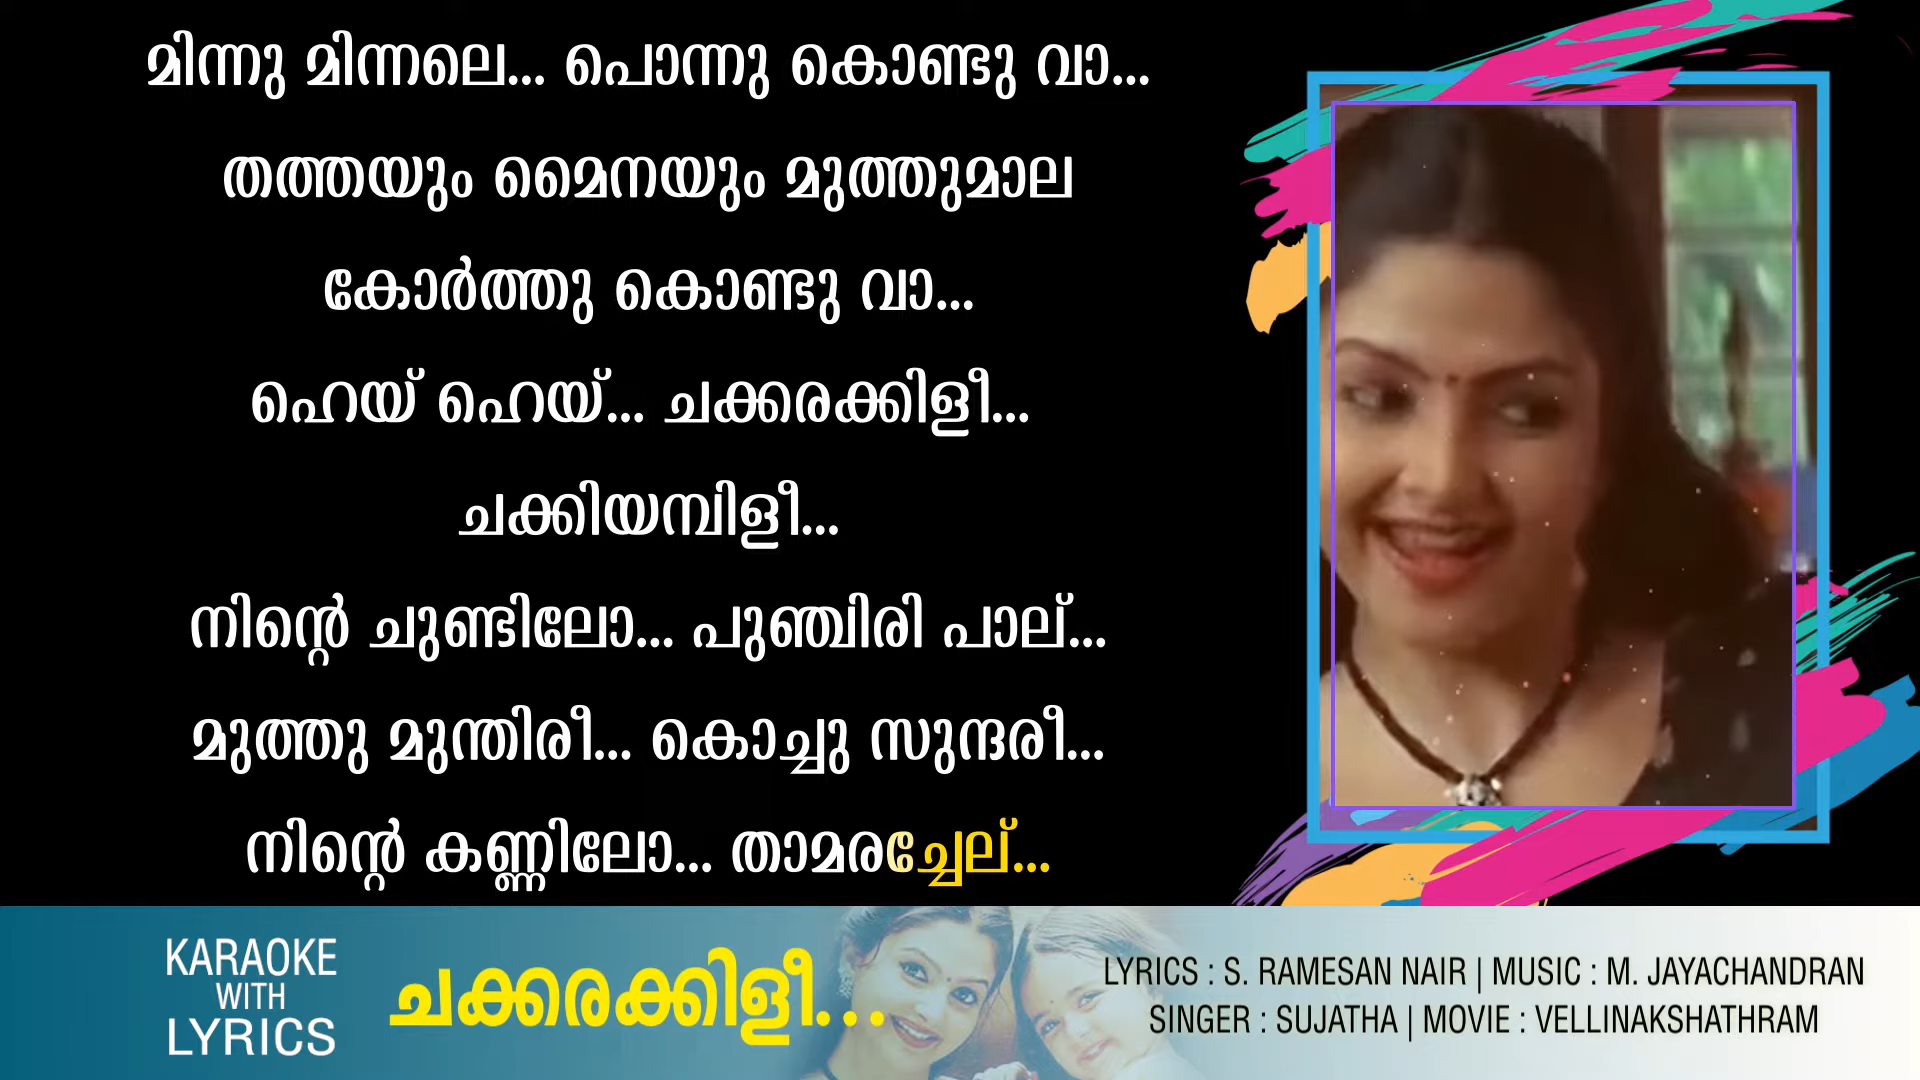 മിന്നു മിന്നലെ... പൊന്നു കൊണ്ടു വാ...
തത്തയും മൈനയും മുത്തുമാല
കോർത്തു കൊണ്ടു വാ...
ഹെയ് ഹെയ്... ചക്കരക്കിളീ...
ചക്കിയമ്പിളീ...
നിന്റെ ചുണ്ടിലോ... പുഞ്ചിരി പാല്...
മുത്തു മുന്തിരീ... കൊച്ചു സുന്ദരീ...
നിന്റെ കണ്ണിലോ... താമരച്ചേല്...
KARAOKE
WITH
LYRICS
ചക്കരക്കിളീ...
LYRICS : S. RAMESAN NAIR | MUSIC : M. JAYACHANDRAN
SINGER : SUJATHA | MOVIE : VELLINAKSHATHRAM